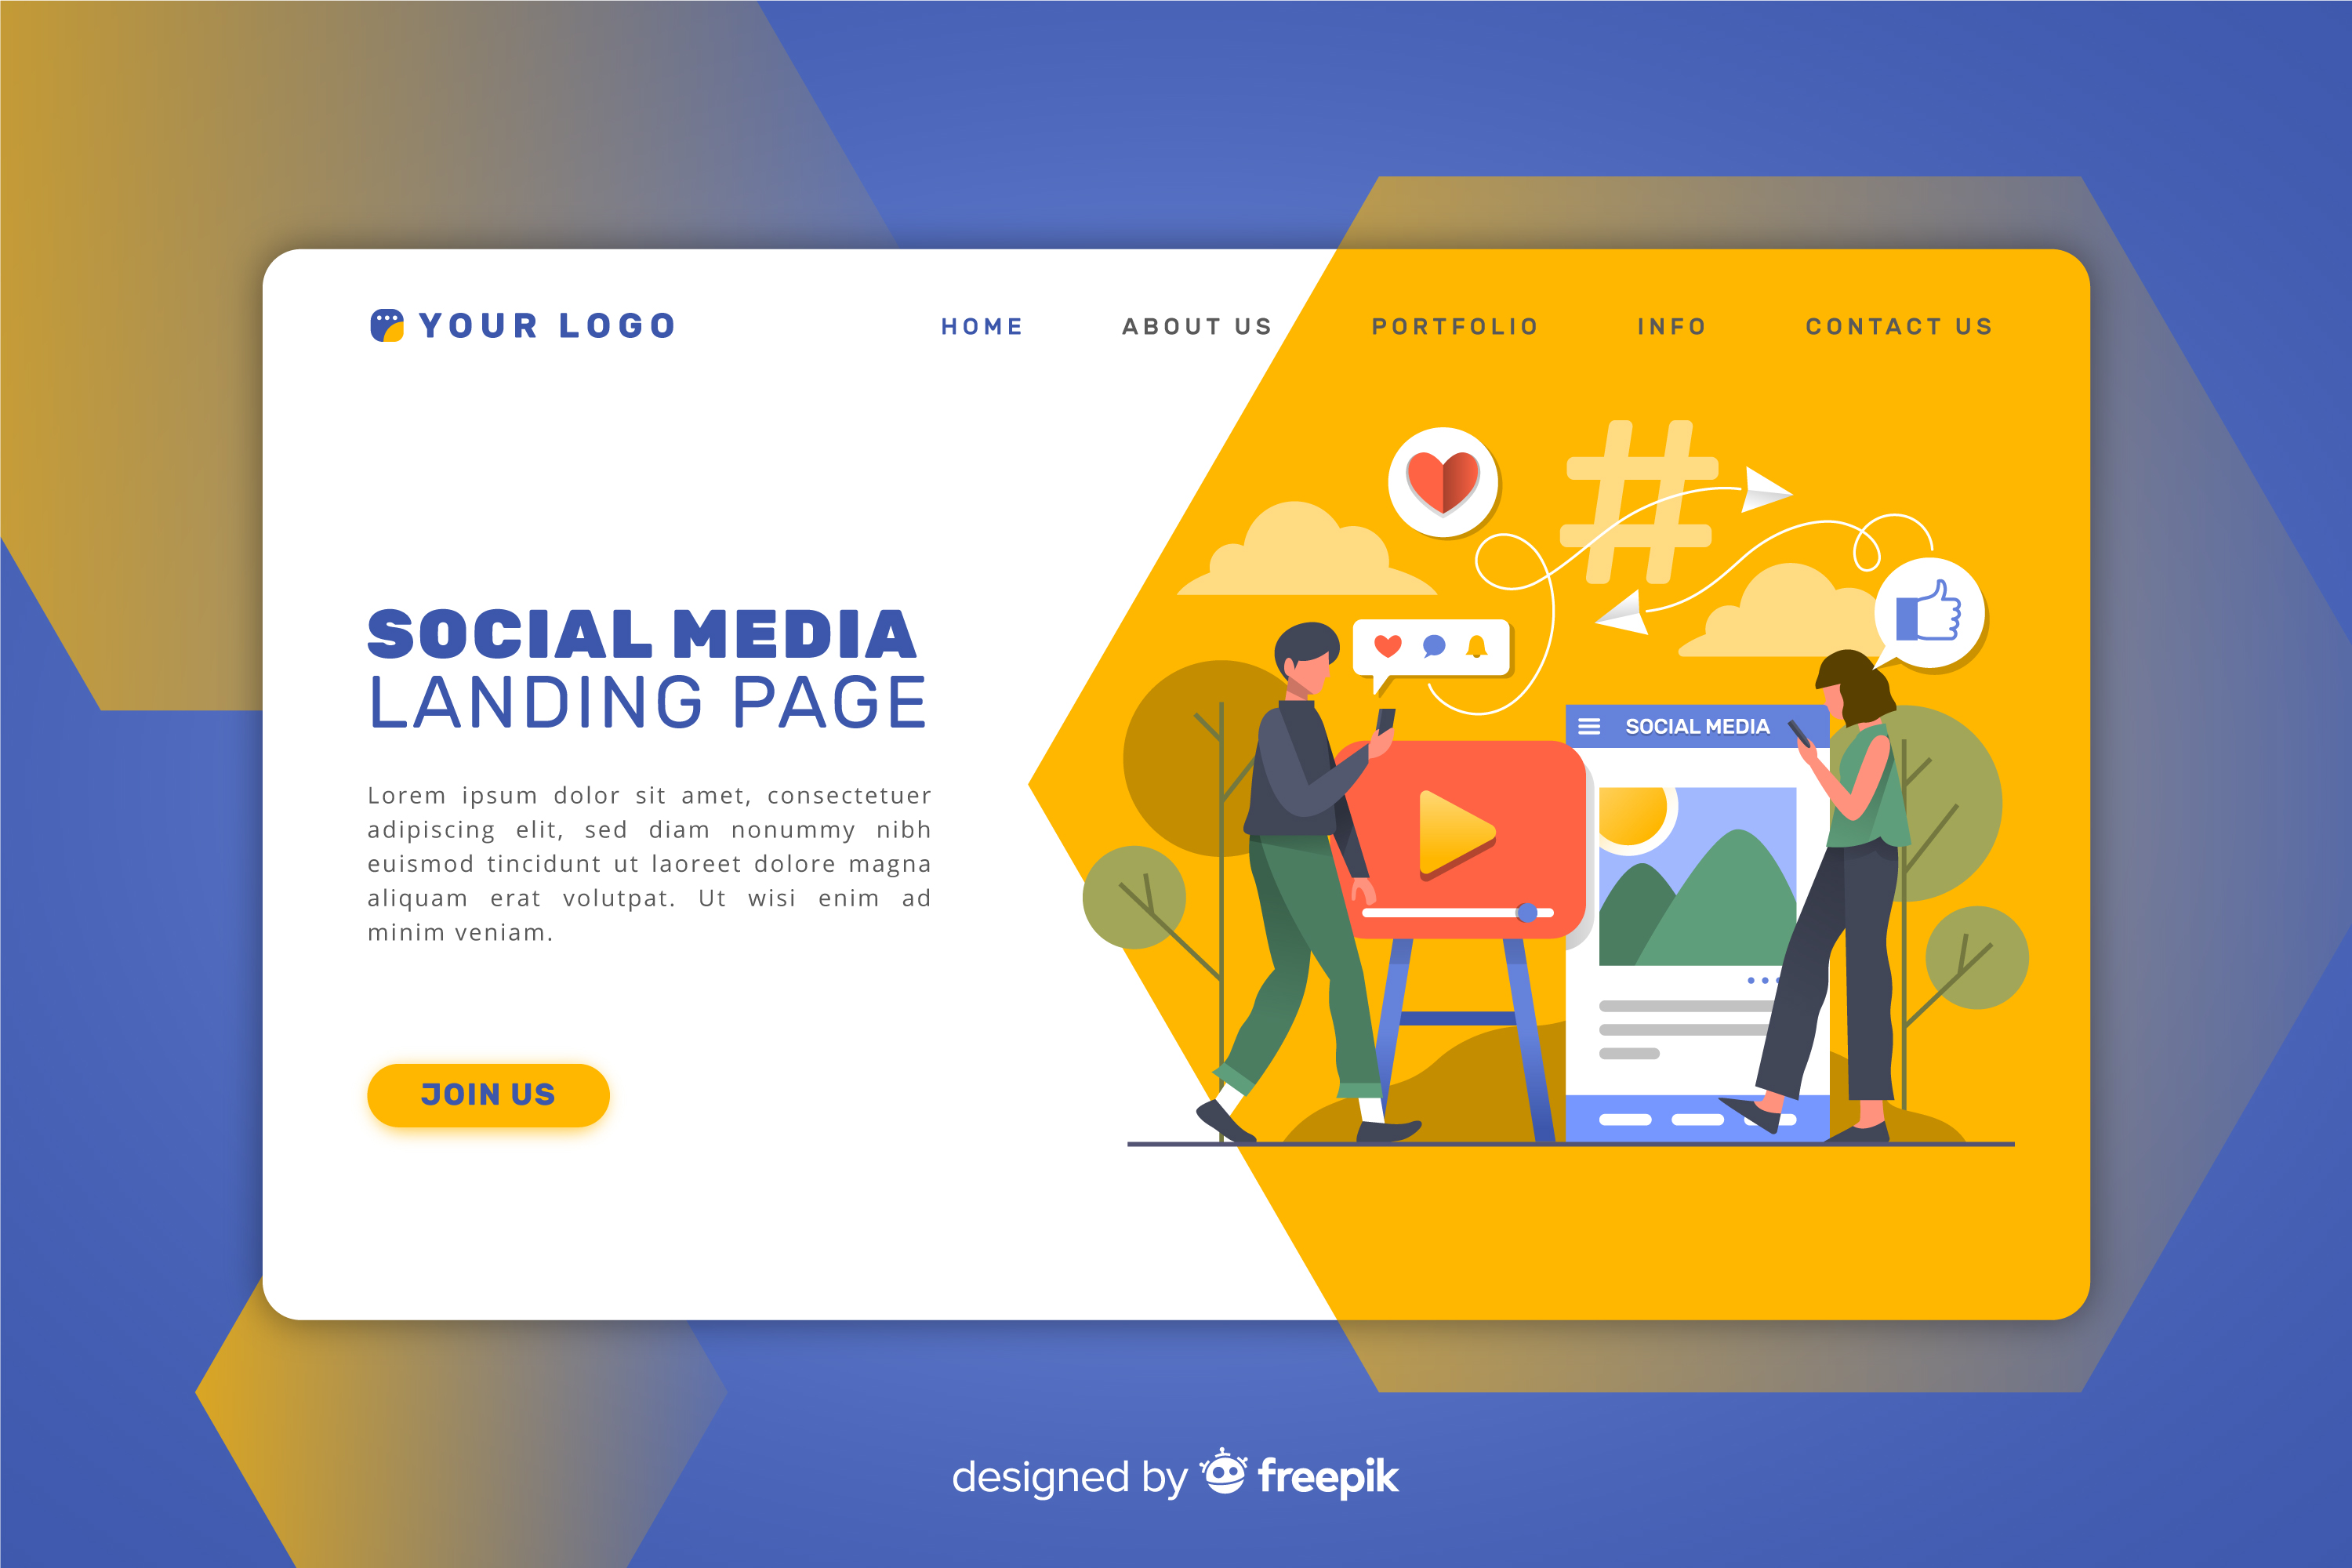 YOUR LOGO
HOME
ABOUT US
PORTFOLIO
INFO
CONTACT US
SOCIAL MEDIA
LANDING PAGE
Lorem ipsum dolor sit amet, consectetuer
adipiscing elit, sed diam nonummy nibh
euismod tincidunt ut laoreet dolore magna
aliquam erat volutpat. Ut wisi enim ad
minim veniam.
JOIN US
#
SOCIAL MEDIA
designed by freepik